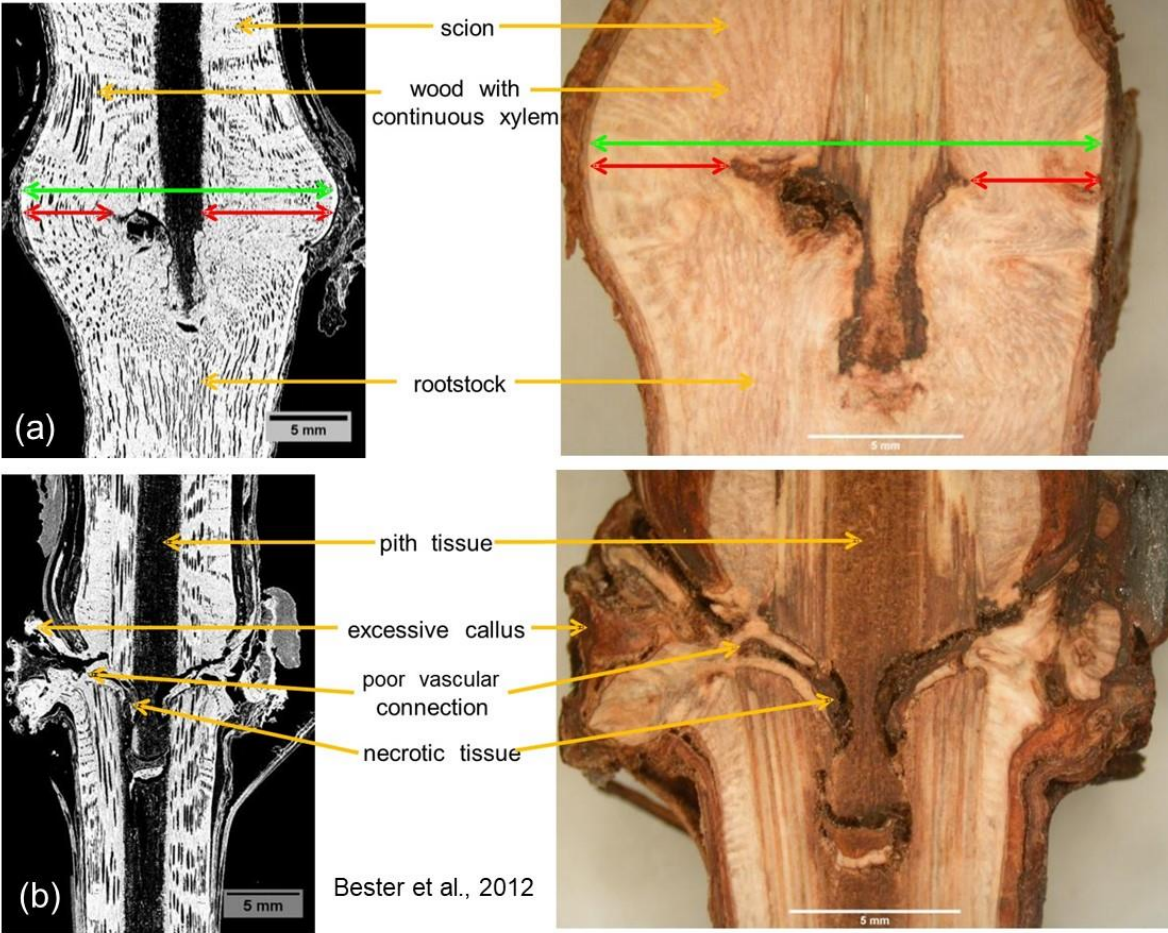 scion
wood with
continuous xylem
rootstock
(a)
5 mm
5 mm
pith tissue
excessive callus
poor vascular
connection
necrotic tissue
(b)
5 mm
Bester et al., 2012
5 mm